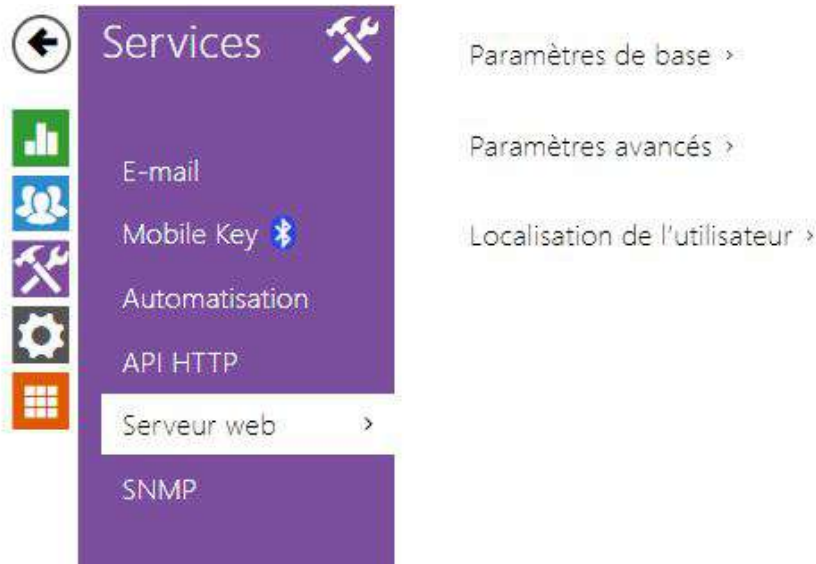 Services
E-mail
Mobile Key
Automatisation
API HTTP
Serveur web >
SNMP
Paramètres de base >
Paramètres avancés >
Localisation de l'utilisateur >